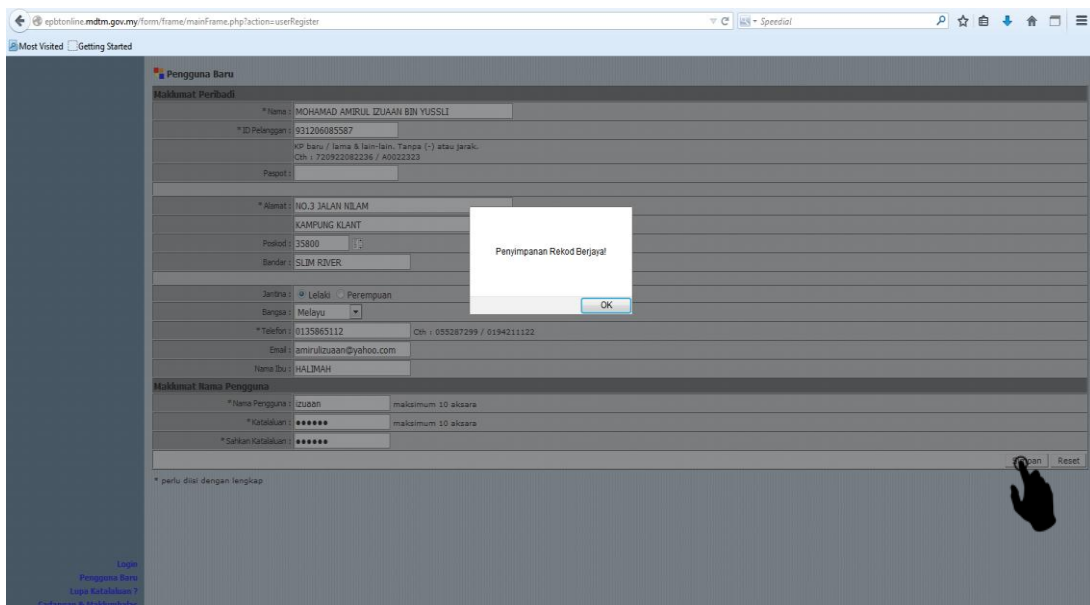 epbtonline.mdtm.gov.my/form/frame/mainFrame.php?action=userRegister
Speedial
Most Visited Getting Started
Pengguna Baru
Maklumat Peribadi
* Nama : MOHAMAD AMIRUL IZUAAN BIN YUSSLI
* ID Pelanggan : 931206085587
KP baru / lama & lain-lain. Tanpa (-) atau jarak.
Cth : 720922082236 / A0022323
Pasport :
* Alamat : NO.3 JALAN NILAM
KAMPUNG KLANT
Poskod : 35800
Bandar : SLIM RIVER
Penyimpanan Rekod Berjaya!
OK
Jantina : Lelaki Perempuan
Bangsa : Melayu
* Telefon : 0135865112 Cth : 055287299 / 0194211122
Email : amirulizuaan@yahoo.com
Nama Ibu : HALIMAH
Maklumat Nama Pengguna
* Nama Pengguna : izuaan maksimum 10 aksara
* Katalaluan : ●●●●●● maksimum 10 aksara
* Sahkan Katalaluan : ●●●●●●
Reset
* perlu diisi dengan lengkap
Login
Pengguna Baru
Lupa Katalaluan ?